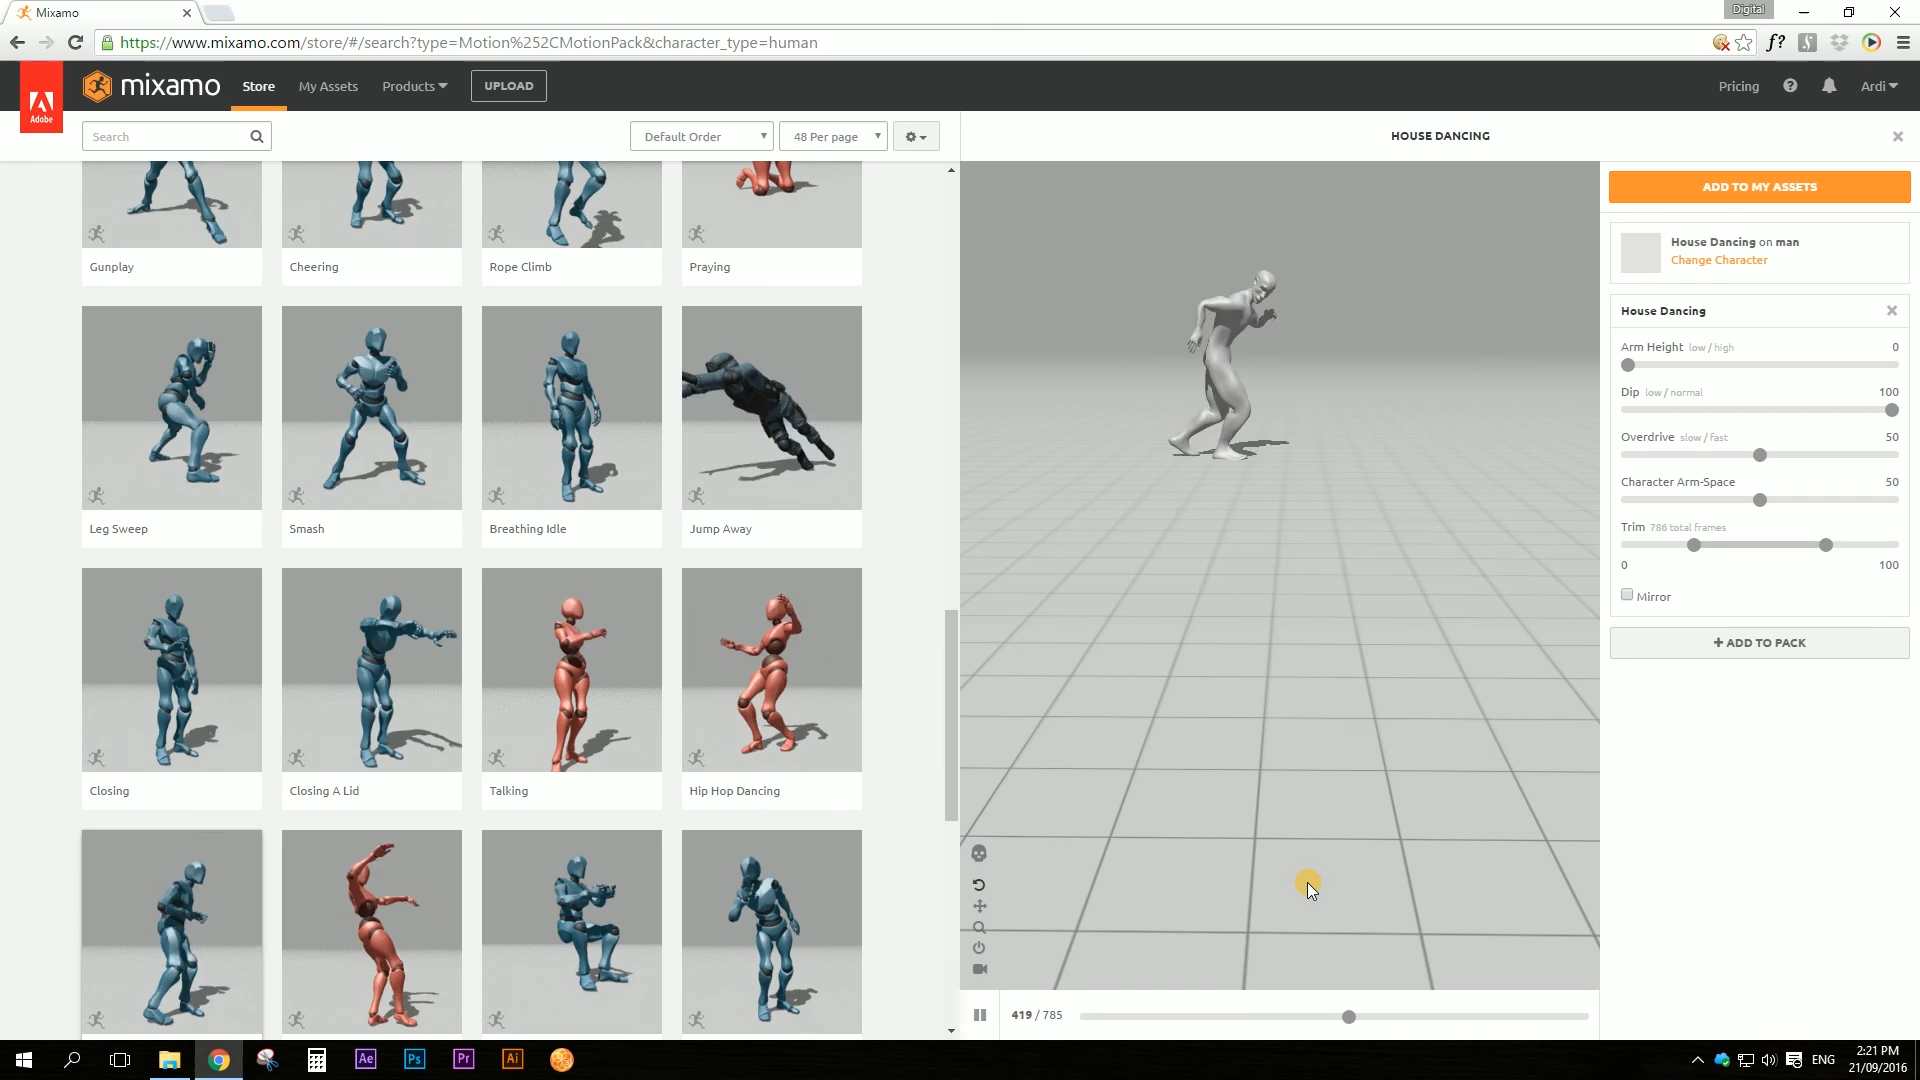 Mixamo
Digital
https://www.mixamo.com/store/#/search?type=Motion%252CMotionPack&character_type=human
f?
Adobe
mixamo
Store
My Assets
Products
UPLOAD
Pricing
Ardi
Search
Default Order
48 Per page
HOUSE DANCING
ADD TO MY ASSETS
House Dancing on man
Change Character
House Dancing
Arm Height low / high 0
Dip low / normal 100
Overdrive slow / fast 50
Character Arm-Space 50
Trim 786 total frames
0 100
Mirror
+ ADD TO PACK
Gunplay
Cheering
Rope Climb
Praying
Leg Sweep
Smash
Breathing Idle
Jump Away
Closing
Closing A Lid
Talking
Hip Hop Dancing
419 / 785
Ae
Ps
Pr
Ai
ENG
2:21 PM
21/09/2016